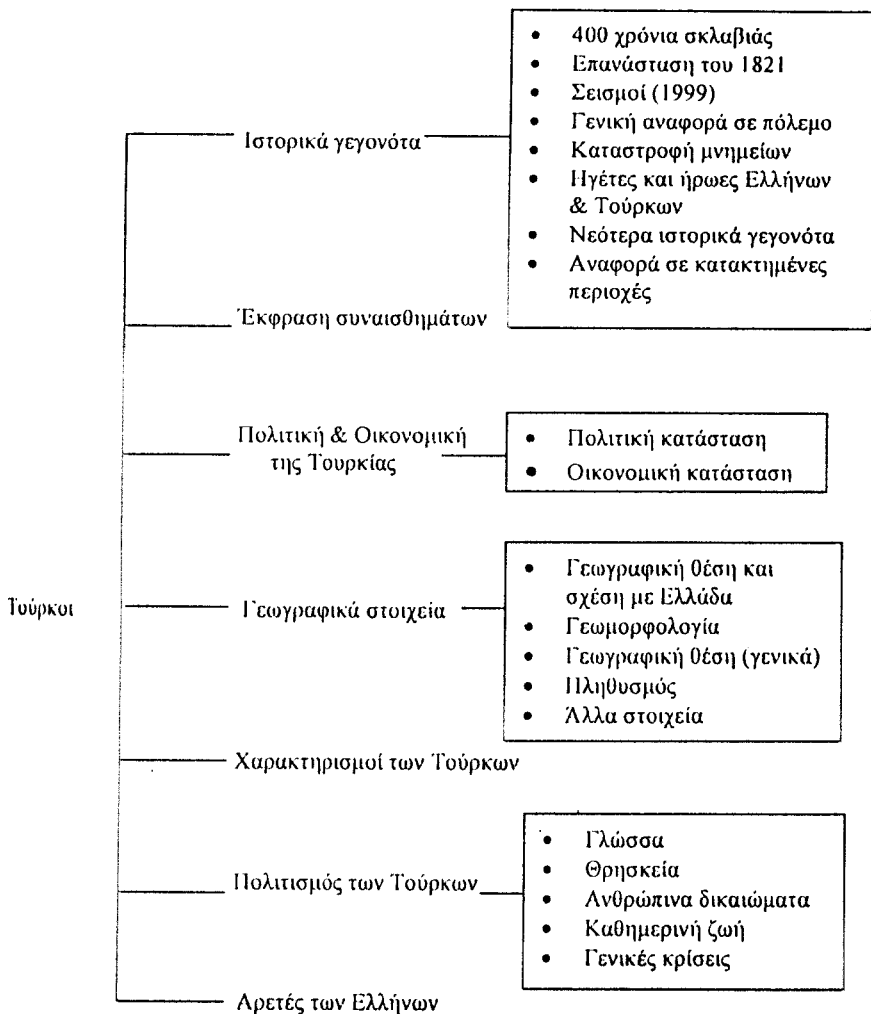 Τούρκοι
Ιστορικά γεγονότα
• 400 χρόνια σκλαβιάς
• Επανάσταση του 1821
• Σεισμοί (1999)
• Γενική αναφορά σε πόλεμο
• Καταστροφή μνημείων
• Ηγέτες και ήρωες Ελλήνων
& Τούρκων
• Νεότερα ιστορικά γεγονότα
• Αναφορά σε κατακτημένες
περιοχές
Έκφραση συναισθημάτων
Πολιτική & Οικονομική
της Τουρκίας
• Πολιτική κατάσταση
• Οικονομική κατάσταση
Γεωγραφικά στοιχεία
• Γεωγραφική θέση και
σχέση με Ελλάδα
• Γεωμορφολογία
• Γεωγραφική θέση (γενικά)
• Πληθυσμός
• Άλλα στοιχεία
Χαρακτηρισμοί των Τούρκων
Πολιτισμός των Τούρκων
• Γλώσσα
• Θρησκεία
• Ανθρώπινα δικαιώματα
• Καθημερινή ζωή
• Γενικές κρίσεις
Αρετές των Ελλήνων